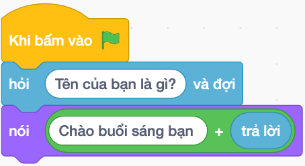 Khi bấm vào
hỏi Tên của bạn là gì? và đợi
nói Chào buổi sáng bạn + trả lời